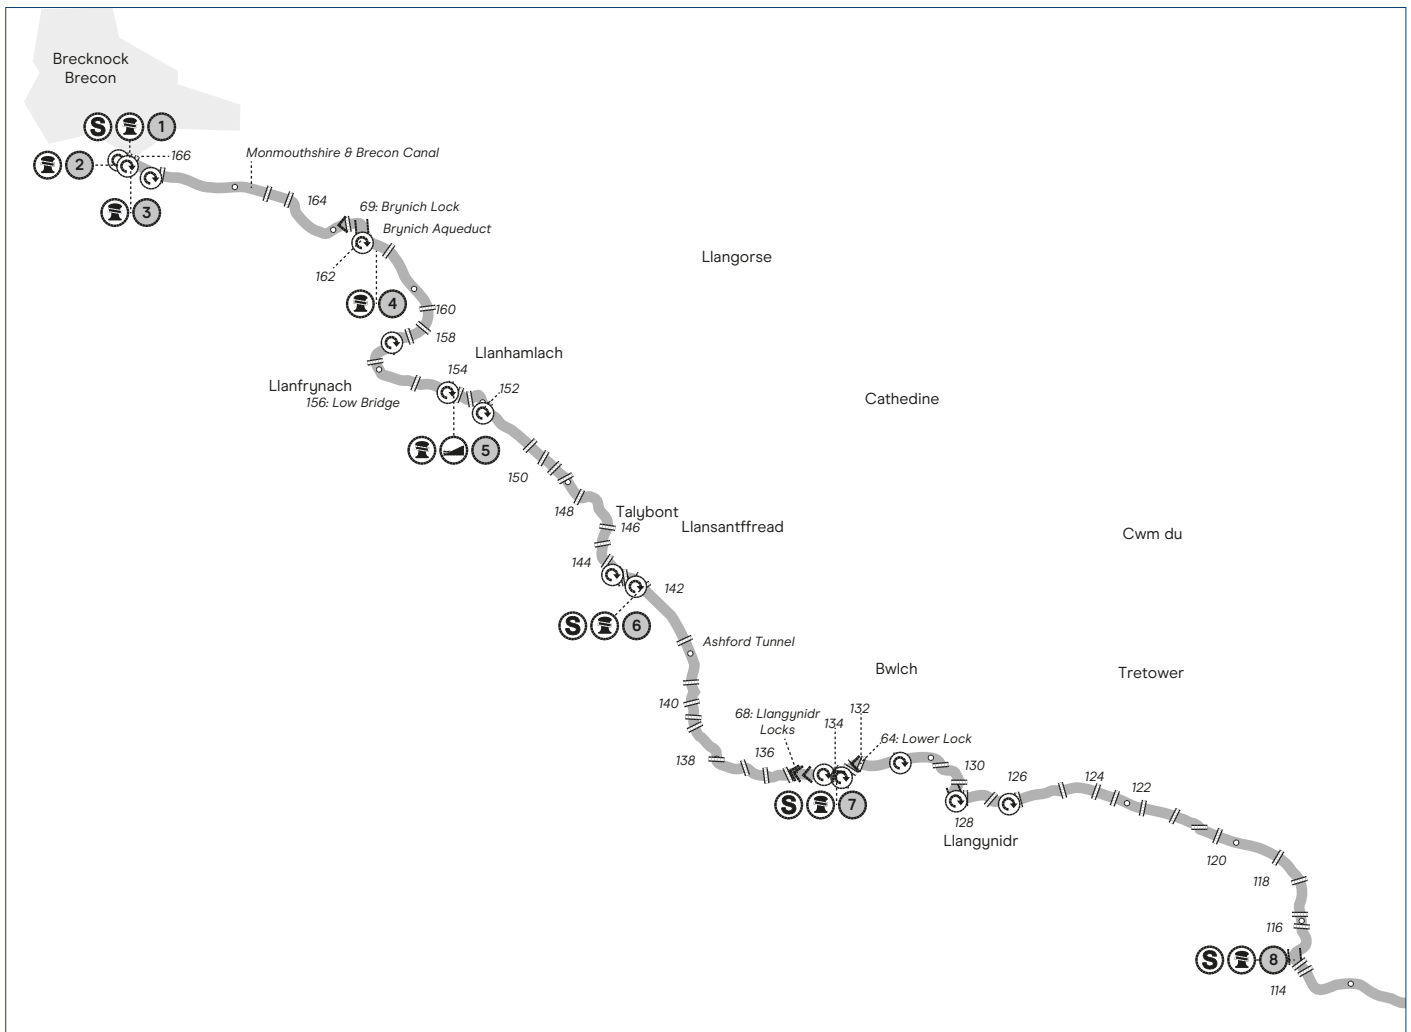 Brecknock
Brecon
S 1
166
Monmouthshire & Brecon Canal
2
164
69: Brynich Lock
3
Brynich Aqueduct
Llangorse
162
4
160
158
Llanhamlach
154
Llanfrynach
152
156: Low Bridge
Cathedine
5
150
148
Talybont
146
Llansantffread
Cwm du
144
142
S 6
Ashford Tunnel
Bwlch
Tretower
140
132
68: Llangynidr
Locks
134
64: Lower Lock
138
136
130
126
124
122
S 7
128
Llangynidr
120
118
116
S 8
114